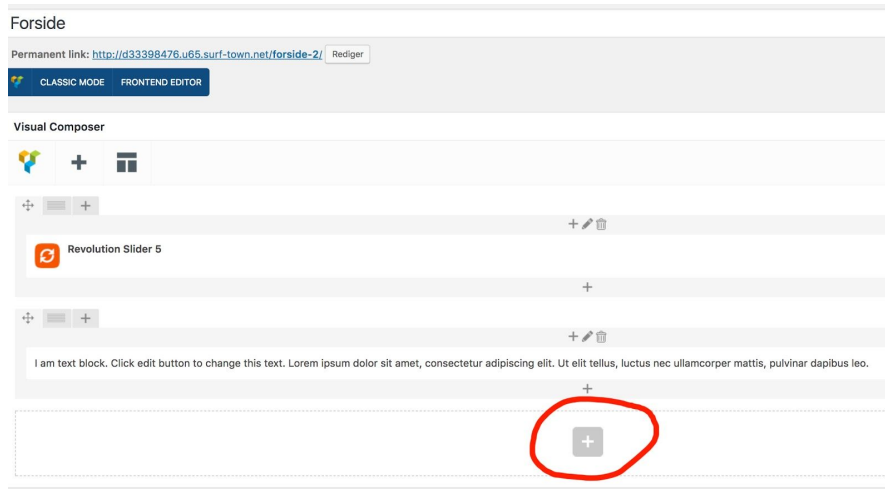 Forside
Permanent link: http://d33398476.u65.surf-town.net/forside-2/ Rediger
CLASSIC MODE FRONTEND EDITOR
Visual Composer
Revolution Slider 5
I am text block. Click edit button to change this text. Lorem ipsum dolor sit amet, consectetur adipiscing elit. Ut elit tellus, luctus nec ullamcorper mattis, pulvinar dapibus leo.